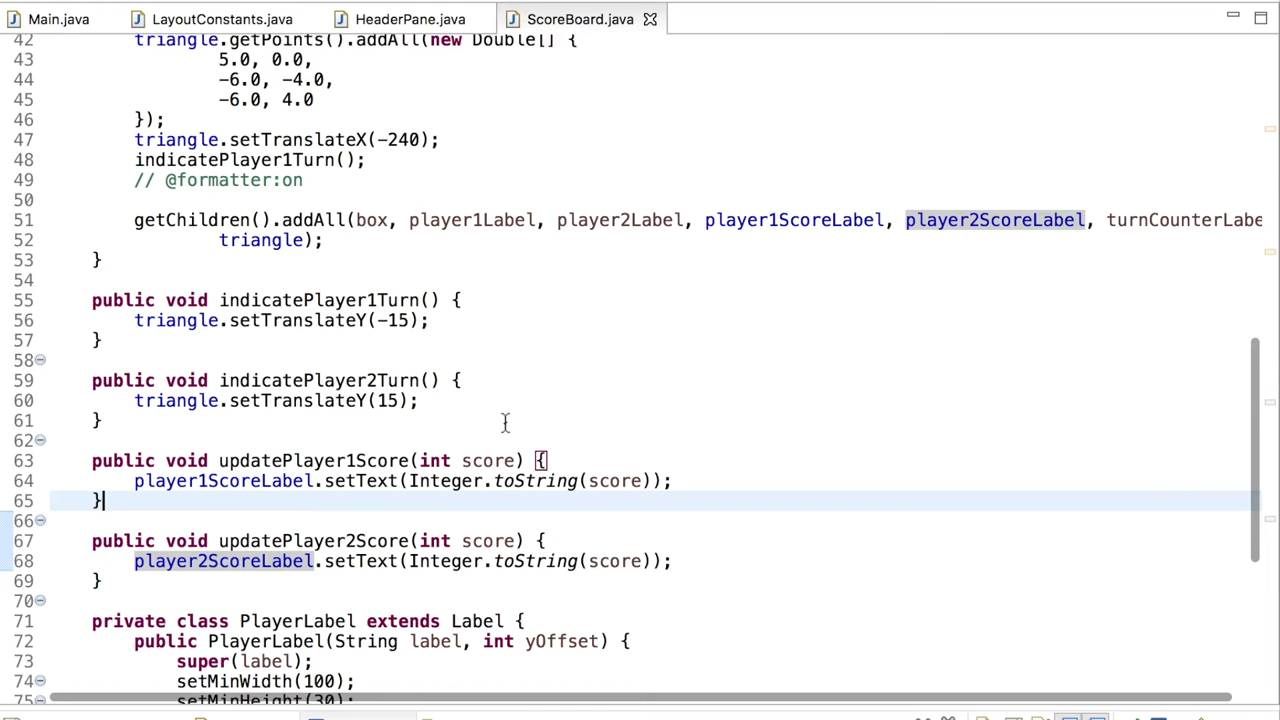 Main.java LayoutConstants.java HeaderPane.java ScoreBoard.java
42 triangle.getPoints().addAll(new Double[] {
43 5.0, 0.0,
44 -6.0, -4.0,
45 -6.0, 4.0
46 });
47 triangle.setTranslateX(-240);
48 indicatePlayer1Turn();
49 // @formatter:on
50
51 getChildren().addAll(box, player1Label, player2Label, player1ScoreLabel, player2ScoreLabel, turnCounterLabe
52 triangle);
53 }
54
55 public void indicatePlayer1Turn() {
56 triangle.setTranslateY(-15);
57 }
58
59 public void indicatePlayer2Turn() {
60 triangle.setTranslateY(15);
61 }
62
63 public void updatePlayer1Score(int score) {
64 player1ScoreLabel.setText(Integer.toString(score));
65 }
66
67 public void updatePlayer2Score(int score) {
68 player2ScoreLabel.setText(Integer.toString(score));
69 }
70
71 private class PlayerLabel extends Label {
72 public PlayerLabel(String label, int yOffset) {
73 super(label);
74 setMinWidth(100);
75 setMinHeight(30);